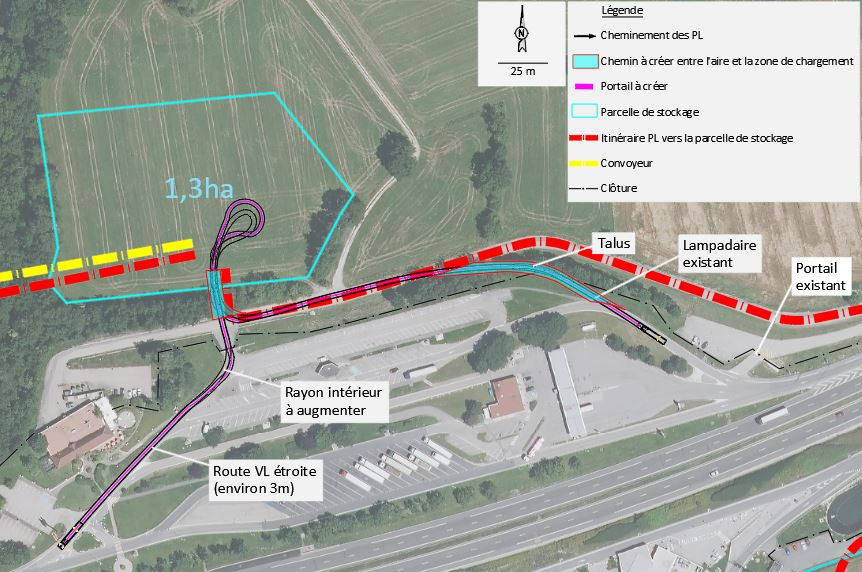 Légende
N
25 m
Cheminement des PL
Chemin à créer entre l'aire et la zone de chargement
Portail à créer
Parcelle de stockage
Itinéraire PL vers la parcelle de stockage
Convoyeur
Clôture
1,3ha
Talus
Lampadaire
existant
Portail
existant
Rayon intérieur
à augmenter
Route VL étroite
(environ 3m)